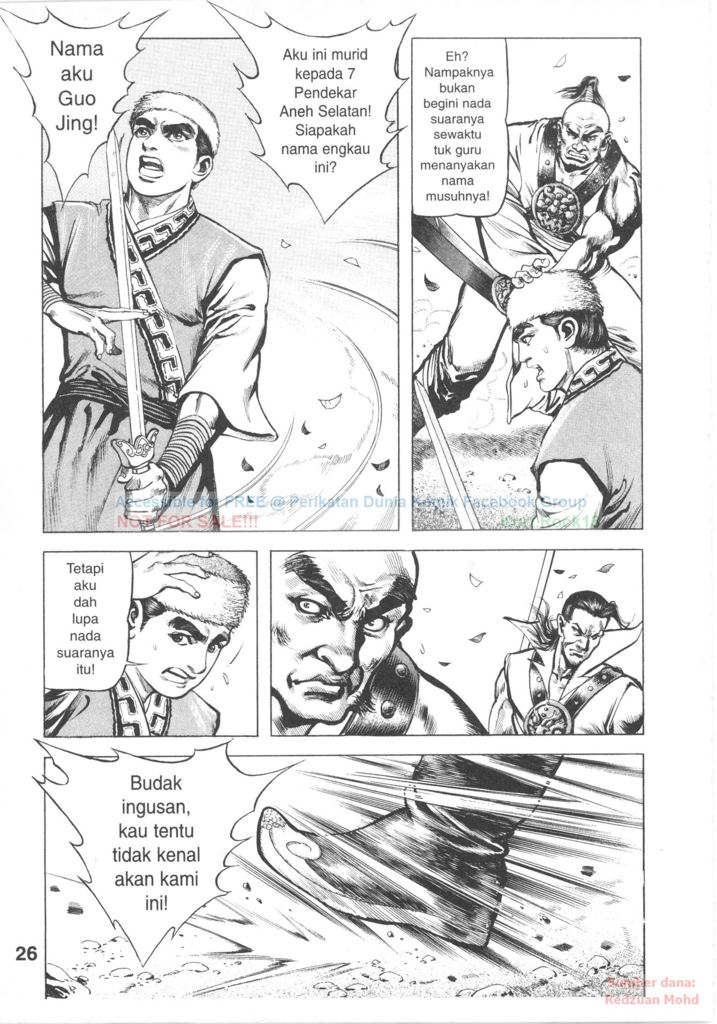 Nama
aku
Guo
Jing!
Aku ini murid
kepada 7
Pendekar
Aneh Selatan!
Siapakah
nama engkau
ini?
Eh?
Nampaknya
bukan
begini nada
suaranya
sewaktu
tuk guru
menanyakan
nama
musuhnya!
Accessible for FREE @ Perikatan Dunia Komik Facebook Group
NOT FOR SALE!!!
Tetapi
aku
dah
lupa
nada
suaranya
itu!
Budak
ingusan,
kau tentu
tidak kenal
akan kami
ini!
26
Sumber dana:
Redzuan Mohd